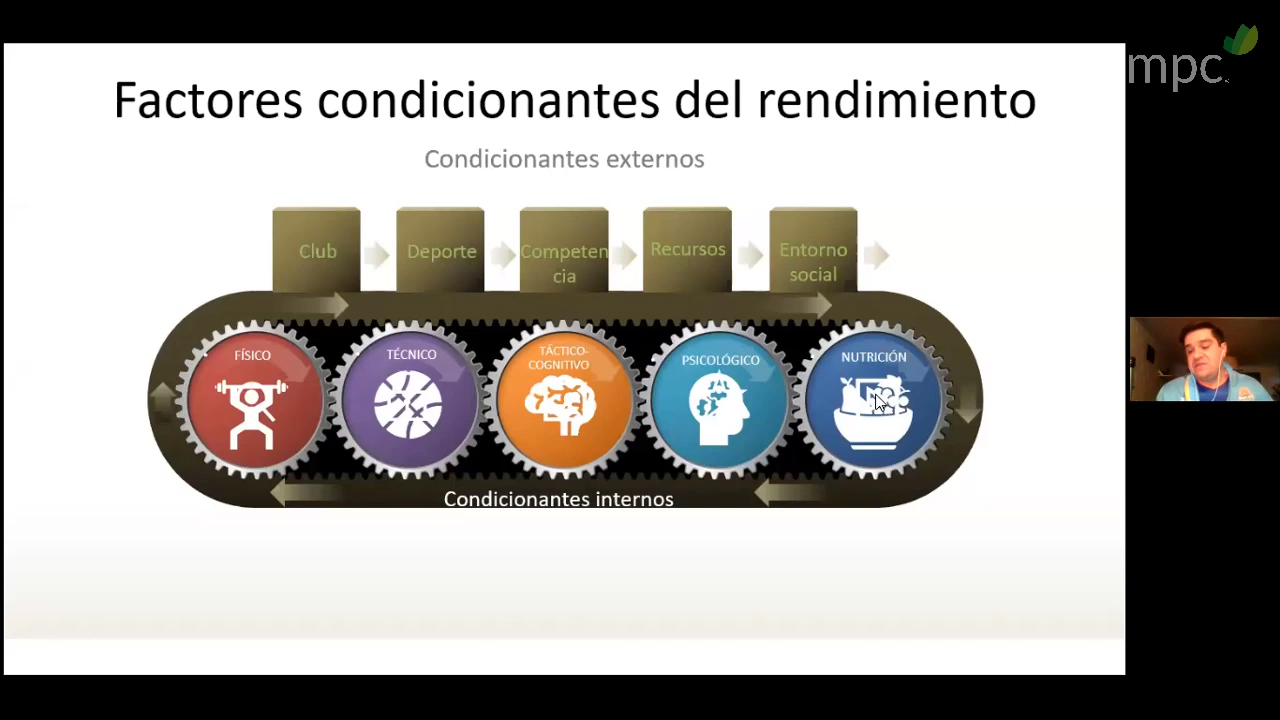 mpc
Factores condicionantes del rendimiento
Condicionantes externos
Club
Deporte
Competen
cia
Recursos
Entorno
social
FÍSICO
TÉCNICO
TÁCTICO-
COGNITIVO
PSICOLÓGICO
NUTRICIÓN
Condicionantes internos